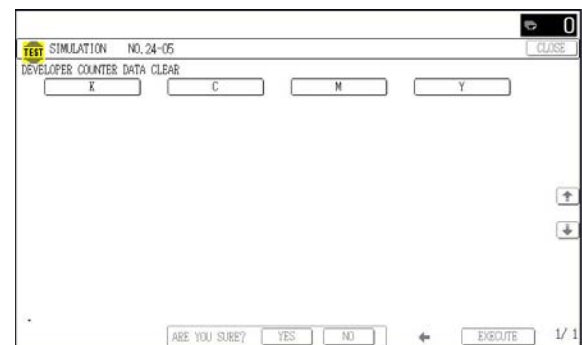 0
TEST SIMULATION NO. 24-05 CLOSE
DEVELOPER COUNTER DATA CLEAR
K C M Y
ARE YOU SURE? YES NO EXECUTE 1/ 1